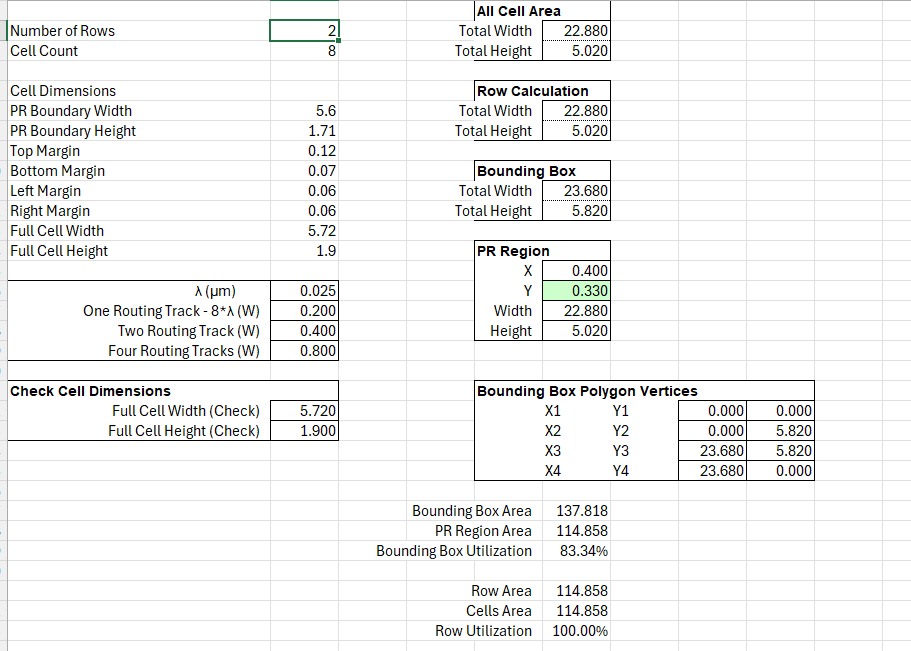 All Cell Area
Number of Rows 2 Total Width 22.880
Cell Count 8 Total Height 5.020
Cell Dimensions Row Calculation
PR Boundary Width 5.6 Total Width 22.880
PR Boundary Height 1.71 Total Height 5.020
Top Margin 0.12
Bottom Margin 0.07 Bounding Box
Left Margin 0.06 Total Width 23.680
Right Margin 0.06 Total Height 5.820
Full Cell Width 5.72
Full Cell Height 1.9 PR Region
X 0.400
λ (µm) 0.025 Y 0.330
One Routing Track - 8*λ (W) 0.200 Width 22.880
Two Routing Track (W) 0.400 Height 5.020
Four Routing Tracks (W) 0.800
Check Cell Dimensions Bounding Box Polygon Vertices
Full Cell Width (Check) 5.720 X1 Y1 0.000 0.000
Full Cell Height (Check) 1.900 X2 Y2 0.000 5.820
X3 Y3 23.680 5.820
X4 Y4 23.680 0.000
Bounding Box Area 137.818
PR Region Area 114.858
Bounding Box Utilization 83.34%
Row Area 114.858
Cells Area 114.858
Row Utilization 100.00%